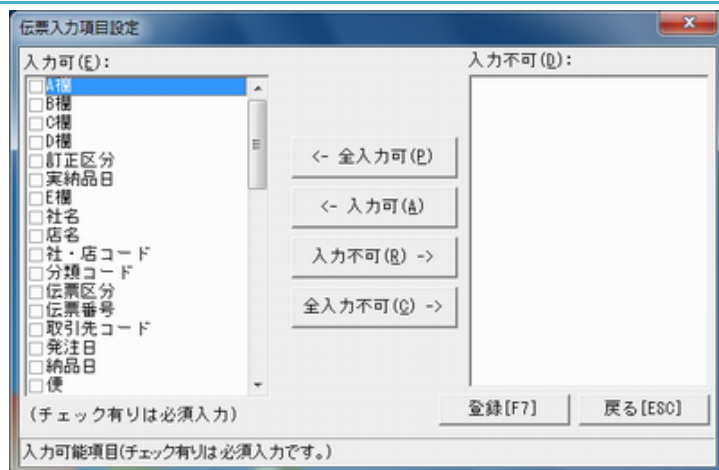 伝票入力項目設定
入力可(E):
入力不可(D):
A欄
B欄
C欄
D欄
訂正区分
実納品日
E欄
社名
店名
社・店コード
分類コード
伝票区分
伝票番号
取引先コード
発注日
納品日
便
<- 全入力可(P)
<- 入力可(A)
入力不可(R) ->
全入力不可(C) ->
(チェック有りは必須入力)
登録[F7]
戻る[ESC]
入力可能項目(チェック有りは必須入力です。)